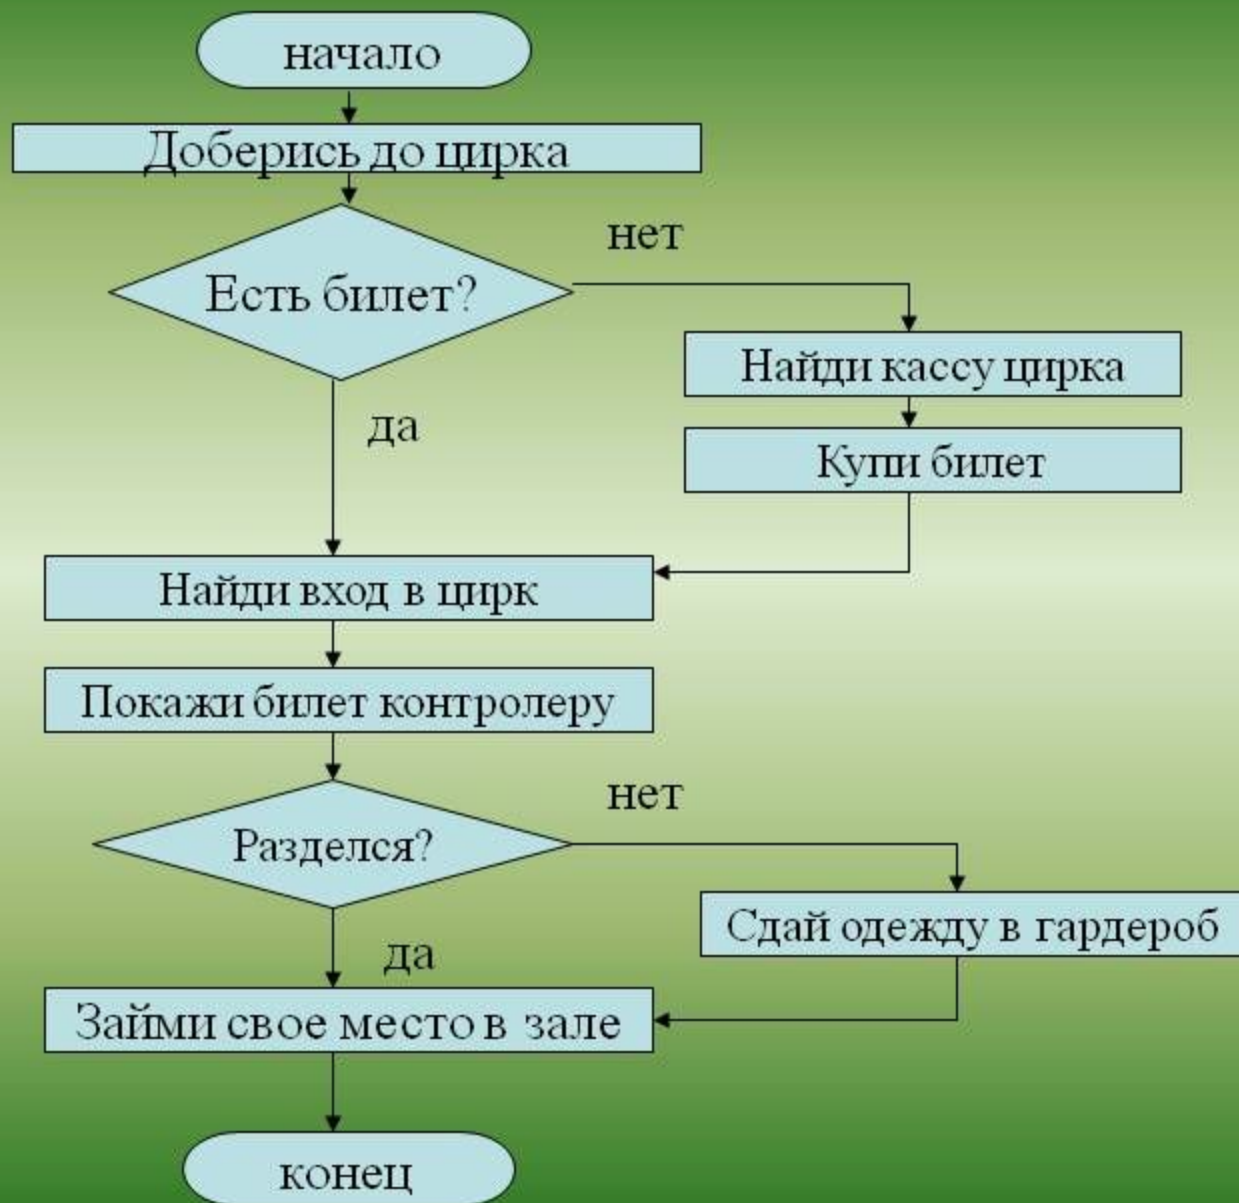 начало
Доберись до цирка
нет
Есть билет?
Найди кассу цирка
да
Купи билет
Найди вход в цирк
Покажи билет контролеру
нет
Разделся?
Сдай одежду в гардероб
да
Займи свое место в зале
конец